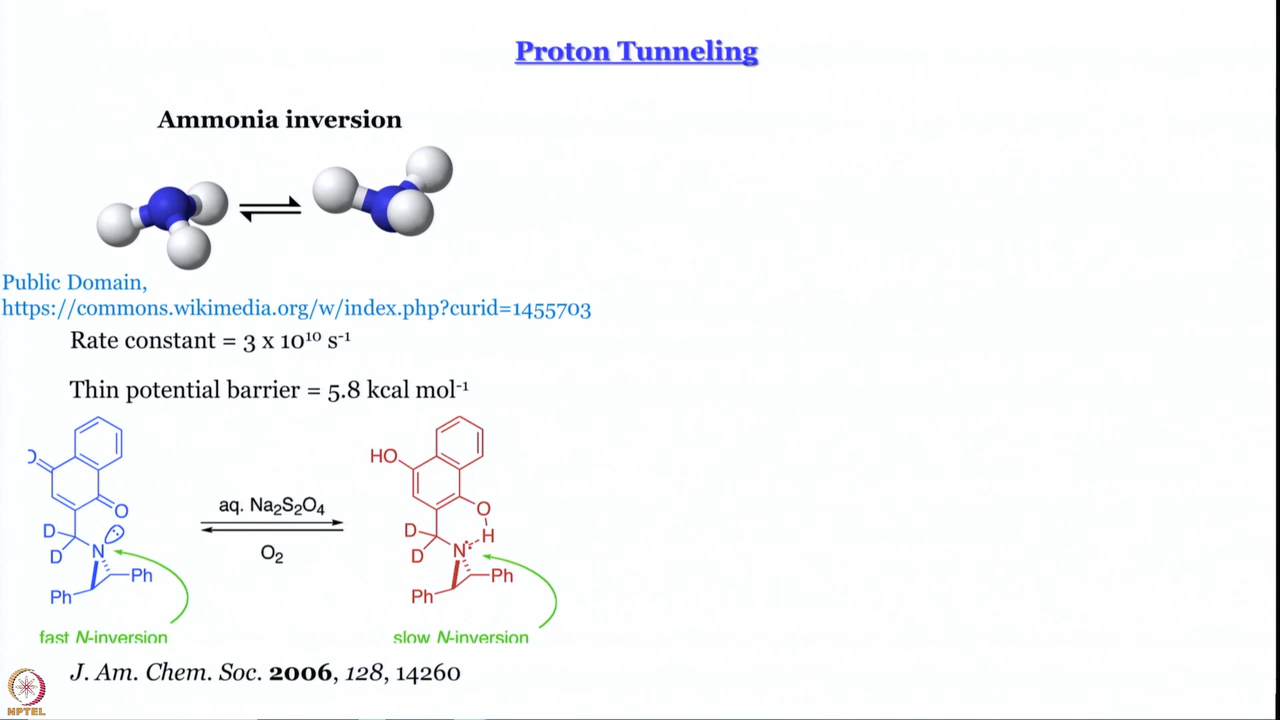 Proton Tunneling
Ammonia inversion
Public Domain,
https://commons.wikimedia.org/w/index.php?curid=1455703
Rate constant = 3 x 10¹⁰ s⁻¹
Thin potential barrier = 5.8 kcal mol⁻¹
O
O
D
D
N
Ph
Ph
fast N-inversion
aq. Na₂S₂O₄
O₂
HO
O
H
D
D
N
Ph
Ph
slow N-inversion
J. Am. Chem. Soc. 2006, 128, 14260
NPTEL